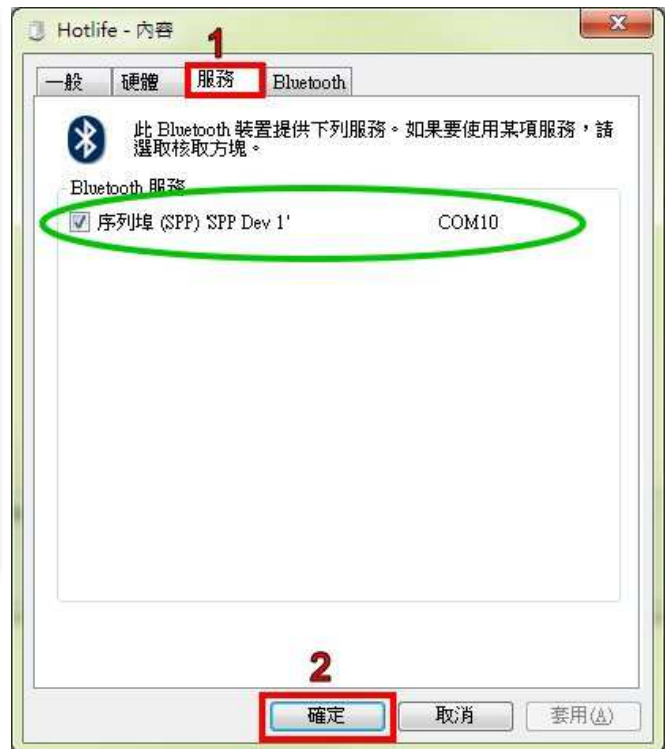 Hotlife - 內容
1
一般 硬體 服務 Bluetooth
此 Bluetooth 裝置提供下列服務。如果要使用某項服務，請
選取核取方塊。
Bluetooth 服務
序列埠 (SPP) 'SPP Dev 1' COM10
2
確定 取消 套用(A)